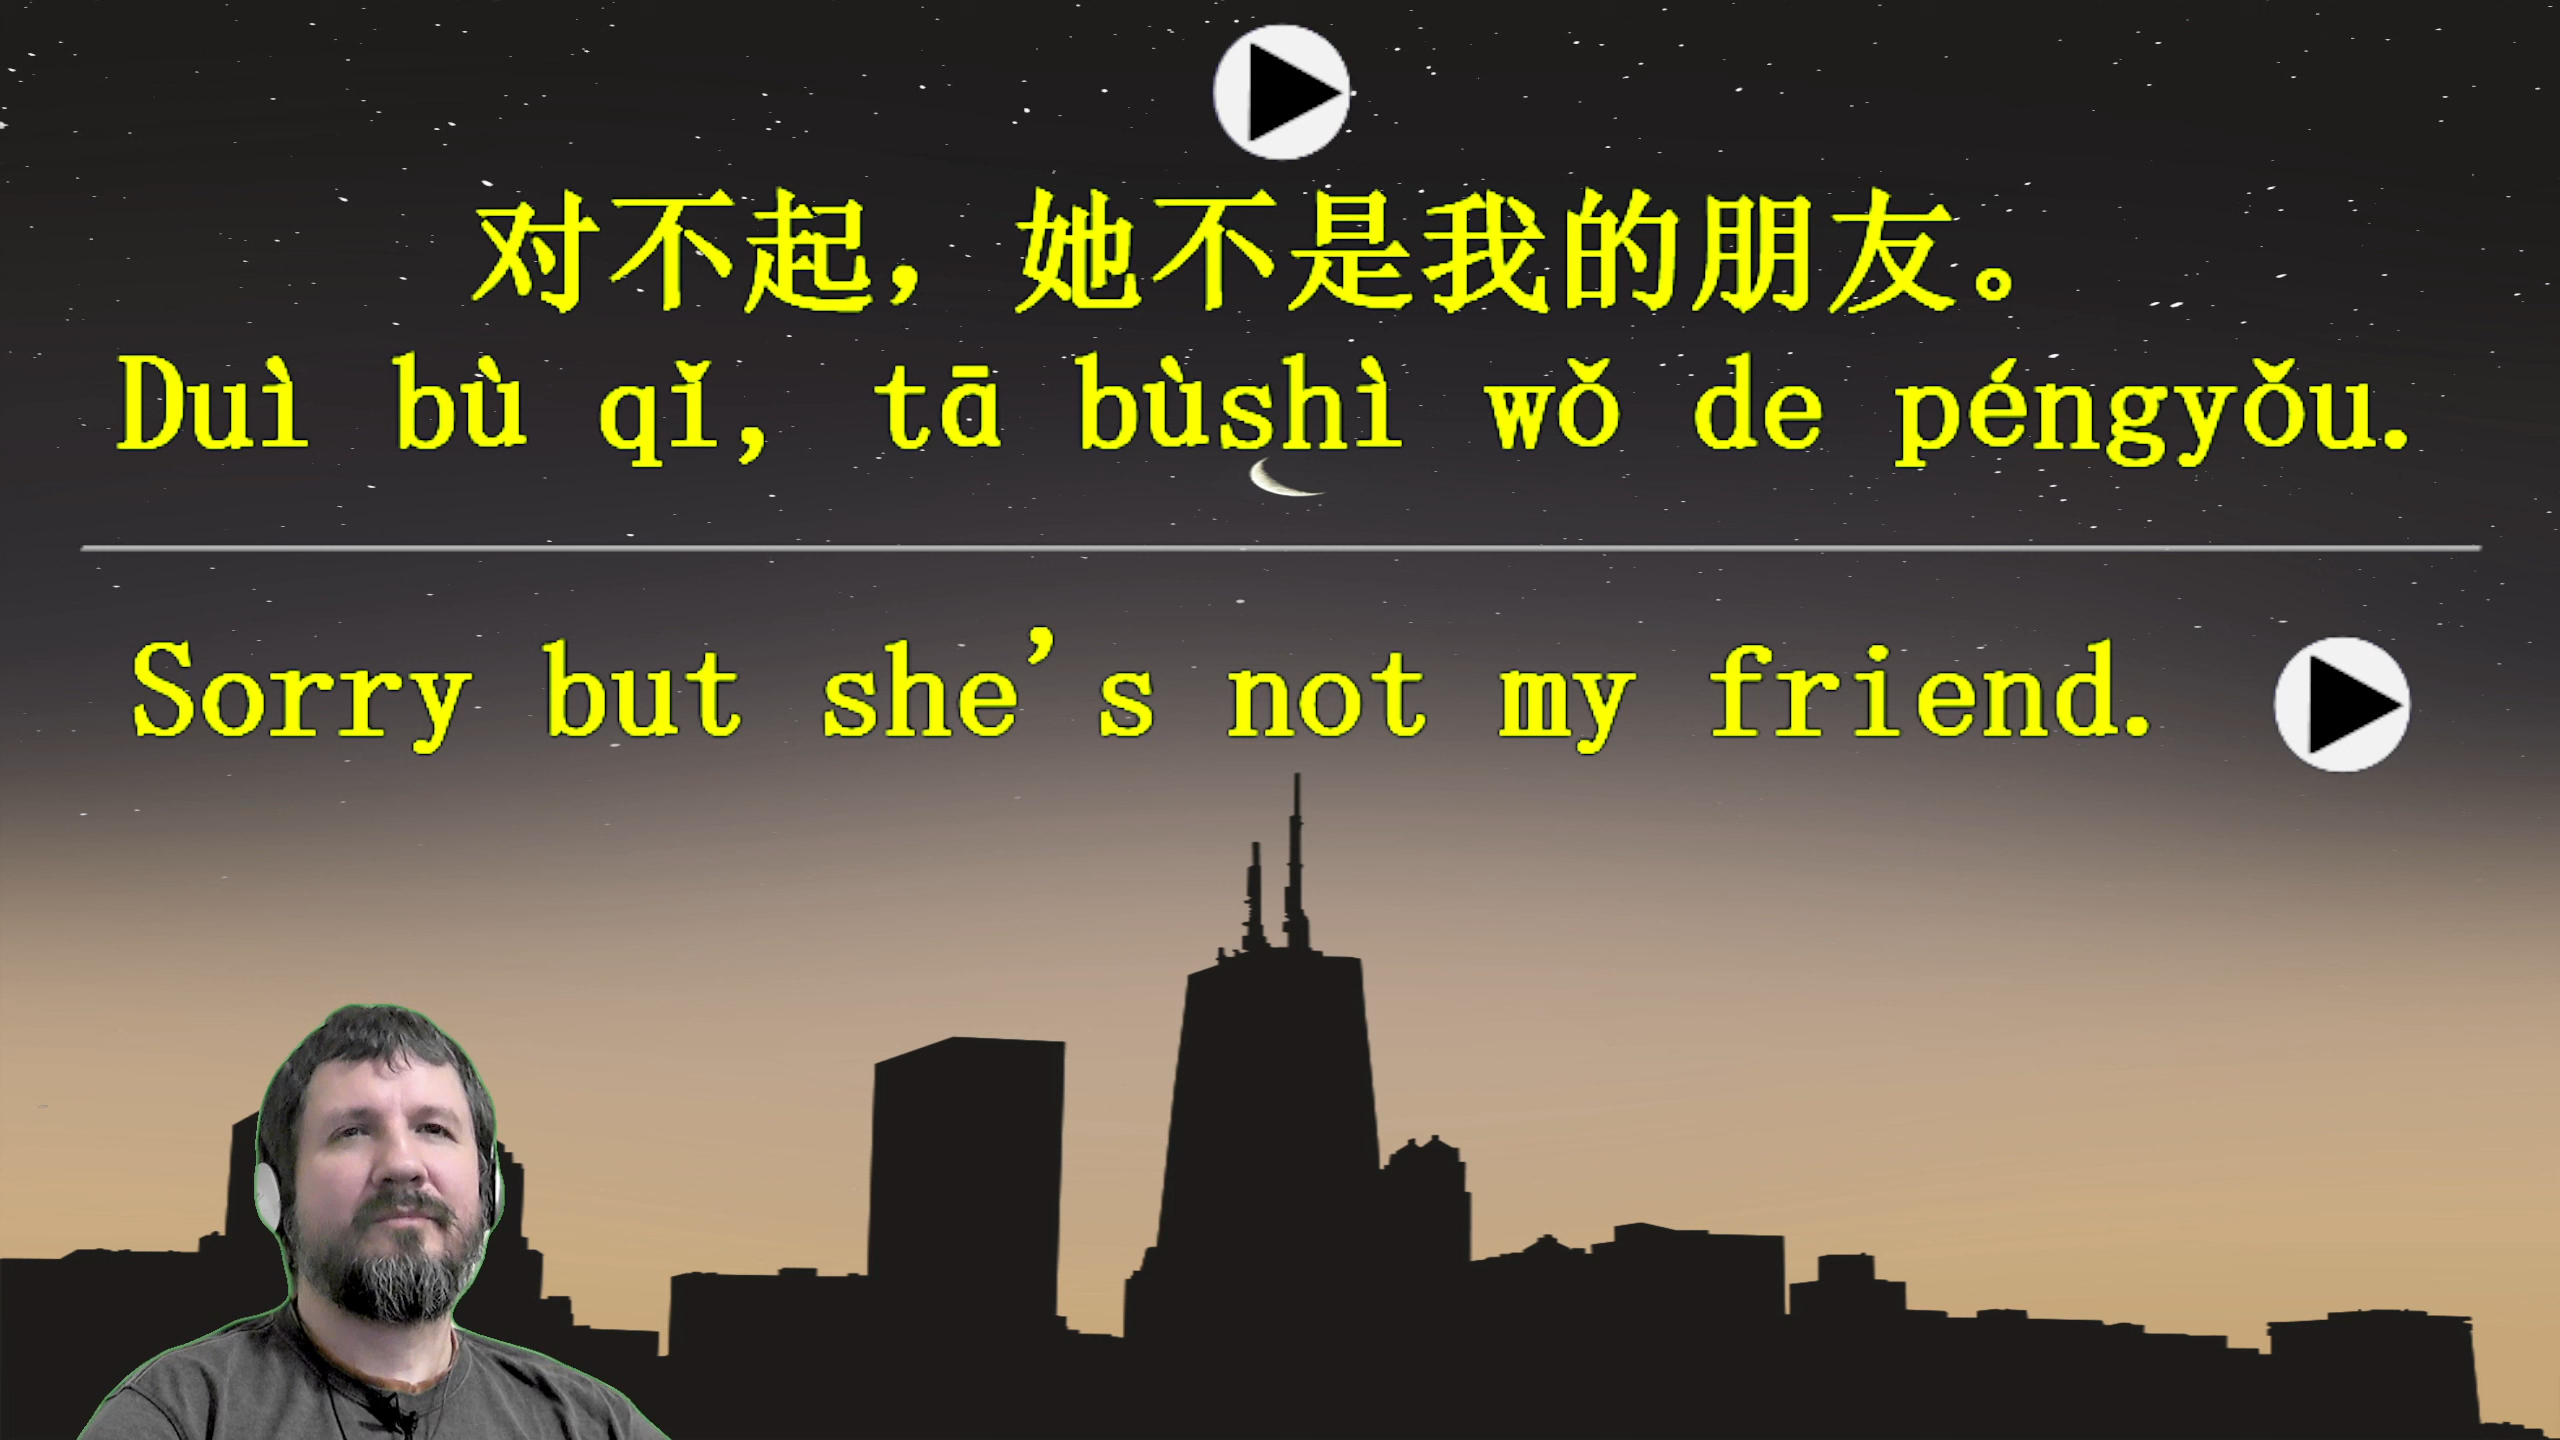 对不起，她不是我的朋友。
Duì bù qǐ, tā bùshì wǒ de péngyǒu.
Sorry but she's not my friend.